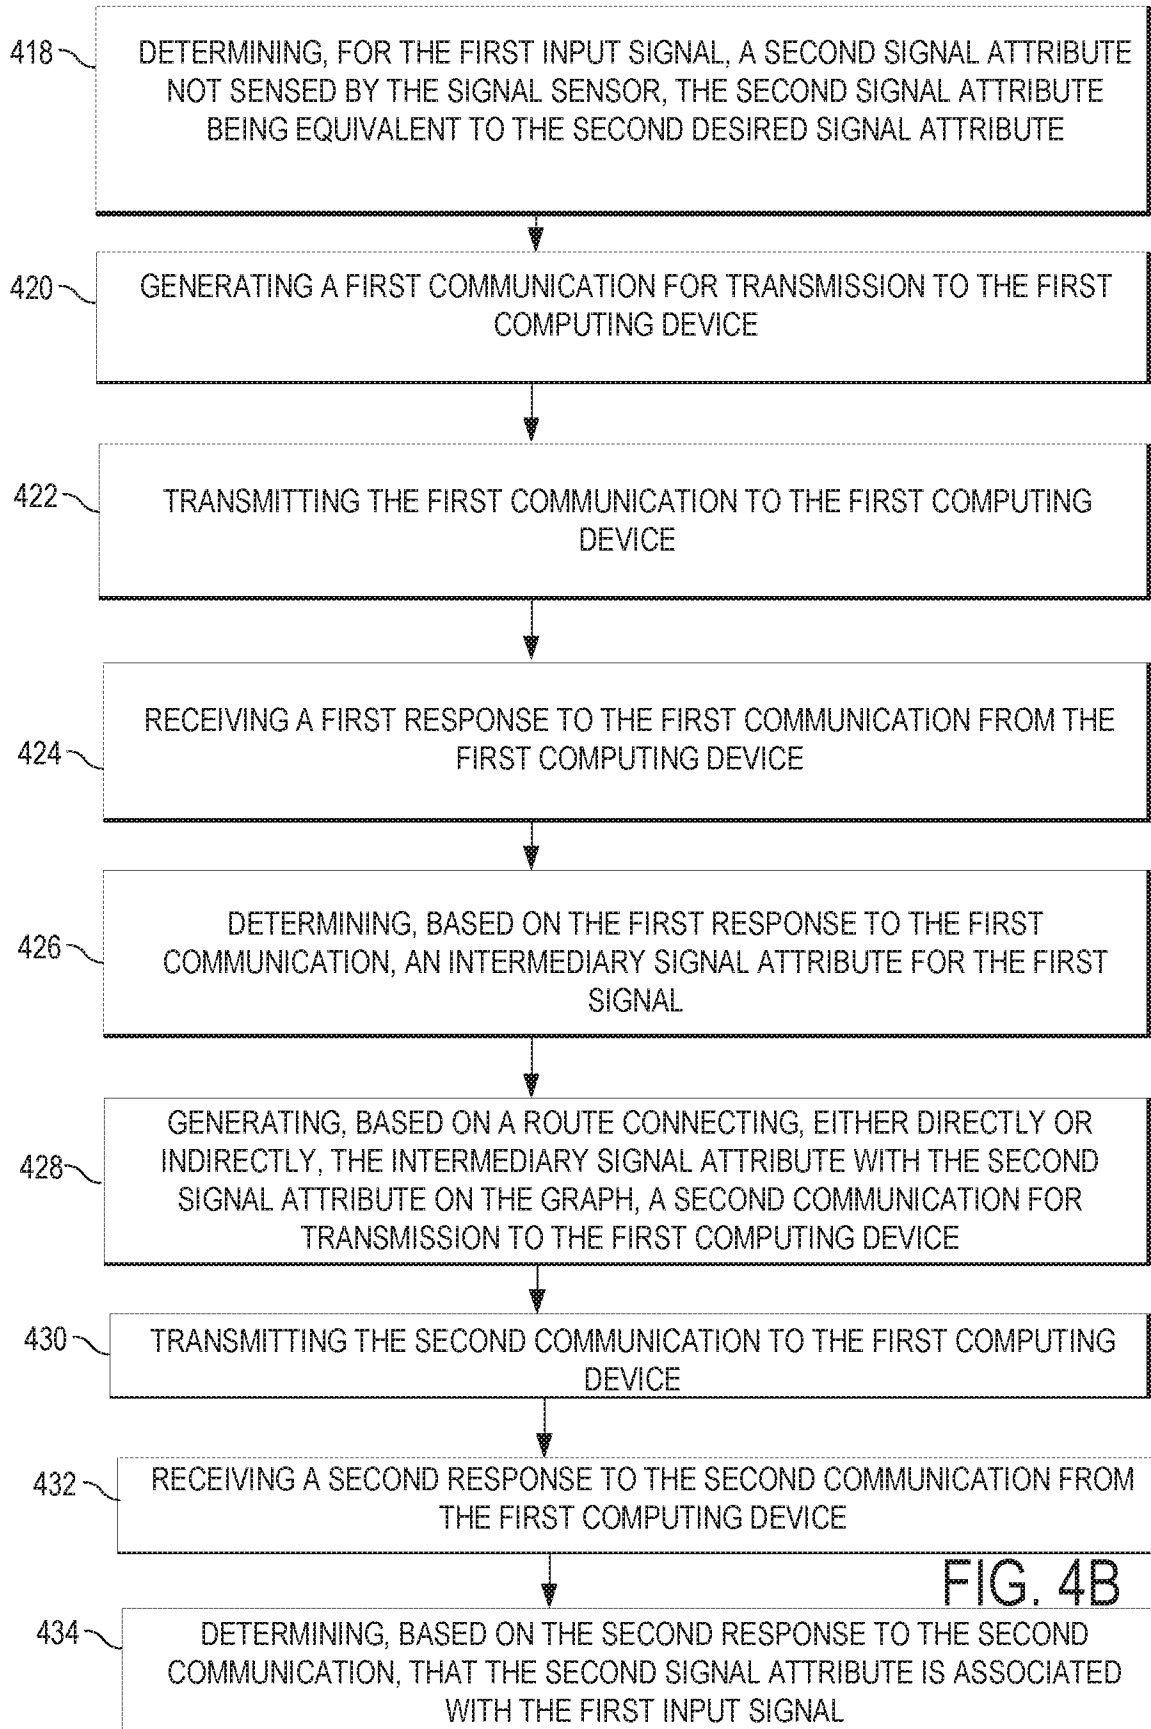 418
DETERMINING, FOR THE FIRST INPUT SIGNAL, A SECOND SIGNAL ATTRIBUTE
NOT SENSED BY THE SIGNAL SENSOR, THE SECOND SIGNAL ATTRIBUTE
BEING EQUIVALENT TO THE SECOND DESIRED SIGNAL ATTRIBUTE
420
GENERATING A FIRST COMMUNICATION FOR TRANSMISSION TO THE FIRST
COMPUTING DEVICE
422
TRANSMITTING THE FIRST COMMUNICATION TO THE FIRST COMPUTING
DEVICE
424
RECEIVING A FIRST RESPONSE TO THE FIRST COMMUNICATION FROM THE
FIRST COMPUTING DEVICE
426
DETERMINING, BASED ON THE FIRST RESPONSE TO THE FIRST
COMMUNICATION, AN INTERMEDIARY SIGNAL ATTRIBUTE FOR THE FIRST
SIGNAL
428
GENERATING, BASED ON A ROUTE CONNECTING, EITHER DIRECTLY OR
INDIRECTLY, THE INTERMEDIARY SIGNAL ATTRIBUTE WITH THE SECOND
SIGNAL ATTRIBUTE ON THE GRAPH, A SECOND COMMUNICATION FOR
TRANSMISSION TO THE FIRST COMPUTING DEVICE
430
TRANSMITTING THE SECOND COMMUNICATION TO THE FIRST COMPUTING
DEVICE
432
RECEIVING A SECOND RESPONSE TO THE SECOND COMMUNICATION FROM
THE FIRST COMPUTING DEVICE
FIG. 4B
434
DETERMINING, BASED ON THE SECOND RESPONSE TO THE SECOND
COMMUNICATION, THAT THE SECOND SIGNAL ATTRIBUTE IS ASSOCIATED
WITH THE FIRST INPUT SIGNAL